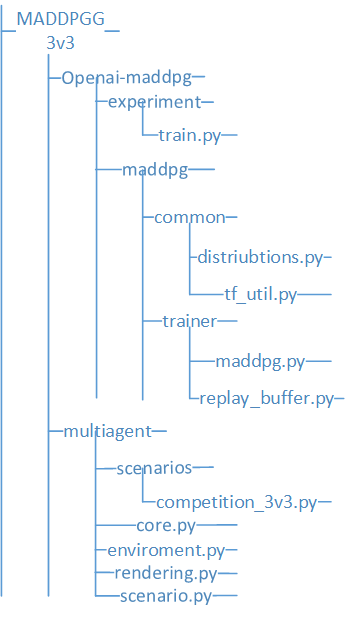 MADDPGG
3v3
Openai-maddpg
experiment
train.py
maddpg
common
distriubtions.py
tf_util.py
trainer
maddpg.py
replay_buffer.py
multiagent
scenarios
competition_3v3.py
core.py
enviroment.py
rendering.py
scenario.py